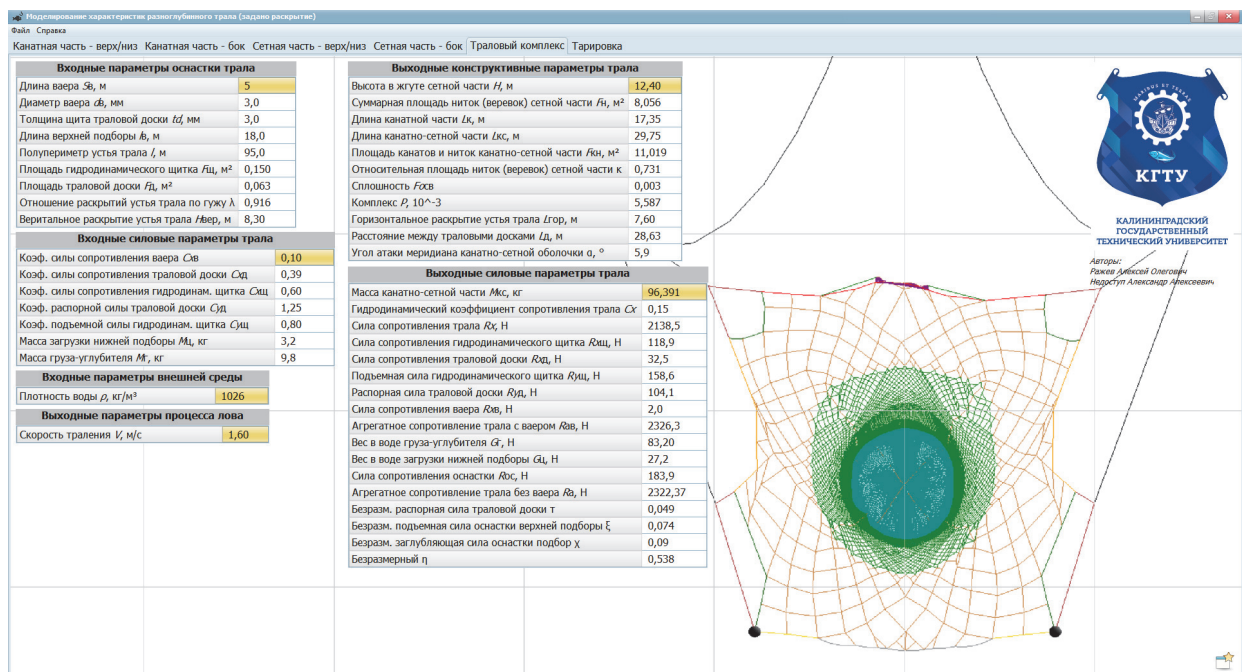 Моделирование характеристик разноглубинного трала (задано раскрытие)
Файл Справка
Канатная часть - верх/низ Канатная часть - бок Сетная часть - верх/низ Сетная часть - бок Траловый комплекс Тарировка
Входные параметры оснастки трала
Длина ваера Sв, м 5
Диаметр ваера dв, мм 3,0
Толщина щита траловой доски td, мм 3,0
Длина верхней подборы lв, м 18,0
Полупериметр устья трала l, м 95,0
Площадь гидродинамического щитка Fщ, м² 0,150
Площадь траловой доски Fд, м² 0,063
Отношение раскрытий устья трала по гужу λ 0,916
Веритальное раскрытие устья трала Hвер, м 8,30
Входные силовые параметры трала
Коэф. силы сопротивления ваера Cxв 0,10
Коэф. силы сопротивления траловой доски Cxд 0,39
Коэф. силы сопротивления гидродинам. щитка Cxщ 0,60
Коэф. распорной силы траловой доски Cyд 1,25
Коэф. подъемной силы гидродинам. щитка Cyщ 0,80
Масса загрузки нижней подборы Mц, кг 3,2
Масса груза-углубителя Mг, кг 9,8
Входные параметры внешней среды
Плотность воды ρ, кг/м³ 1026
Выходные параметры процесса лова
Скорость траления V, м/с 1,60
Выходные конструктивные параметры трала
Высота в жгуте сетной части H, м 12,40
Суммарная площадь ниток (веревок) сетной части Fн, м² 8,056
Длина канатной части Lк, м 17,35
Длина канатно-сетной части Lкс, м 29,75
Площадь канатов и ниток канатно-сетной части Fкн, м² 11,019
Относительная площадь ниток (веревок) сетной части к 0,731
Сплошность Fоcв 0,003
Комплекс P, 10^-3 5,587
Горизонтальное раскрытие устья трала Lгор, м 7,60
Расстояние между траловыми досками Lд, м 28,63
Угол атаки меридиана канатно-сетной оболочки α, ° 5,9
Выходные силовые параметры трала
Масса канатно-сетной части Mкс, кг 96,391
Гидродинамический коэффициент сопротивления трала Cx 0,15
Сила сопротивления трала Rx, Н 2138,5
Сила сопротивления гидродинамического щитка Rxщ, Н 118,9
Сила сопротивления траловой доски Rxд, Н 32,5
Подъемная сила гидродинамического щитка Ryщ, Н 158,6
Распорная сила траловой доски Ryд, Н 104,1
Сила сопротивления ваера Rxв, Н 2,0
Агрегатное сопротивление трала с ваером Rав, Н 2326,3
Вес в воде груза-углубителя Gг, Н 83,20
Вес в воде загрузки нижней подборы Gц, Н 27,2
Сила сопротивления оснастки Rос, Н 183,9
Агрегатное сопротивление трала без ваера Rа, Н 2322,37
Безразм. распорная сила траловой доски τ 0,049
Безразм. подъемная сила оснастки верхней подборы ξ 0,074
Безразм. заглубляющая сила оснастки подбор χ 0,09
Безразмерный η 0,538
КГТУ
КАЛИНИНГРАДСКИЙ
ГОСУДАРСТВЕННЫЙ
ТЕХНИЧЕСКИЙ УНИВЕРСИТЕТ
Авторы:
Ражев Алексей Олегович
Недоступ Александр Алексеевич